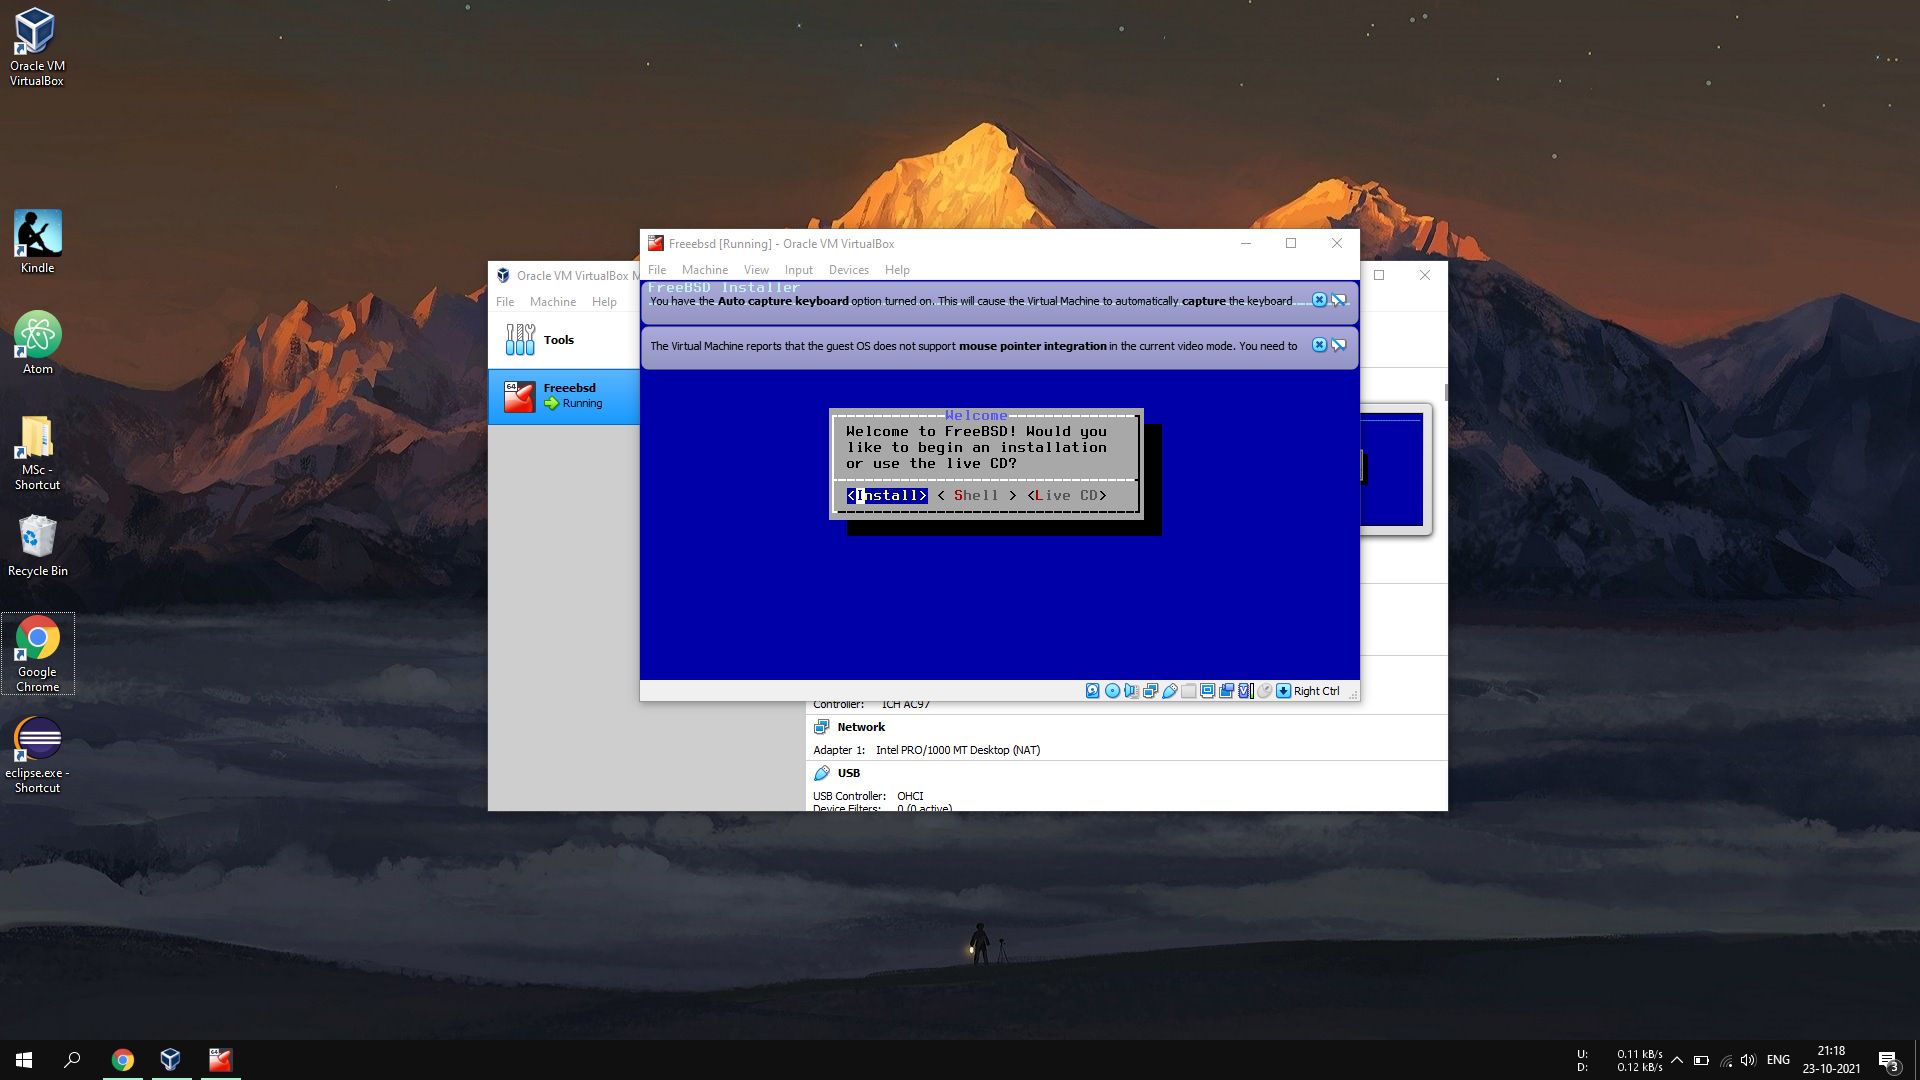 Oracle VM
VirtualBox
Kindle
Atom
MSc -
Shortcut
Recycle Bin
Google
Chrome
eclipse.exe -
Shortcut
Oracle VM VirtualBox M
File Machine Help
Tools
64
Freeebsd
Running
Freeebsd [Running] - Oracle VM VirtualBox
File Machine View Input Devices Help
FreeBSD Installer
You have the Auto capture keyboard option turned on. This will cause the Virtual Machine to automatically capture the keyboard
The Virtual Machine reports that the guest OS does not support mouse pointer integration in the current video mode. You need to
Welcome
Welcome to FreeBSD! Would you
like to begin an installation
or use the live CD?
<Install> < Shell > <Live CD>
Right Ctrl
Controller: ICH AC97
Network
Adapter 1: Intel PRO/1000 MT Desktop (NAT)
USB
USB Controller: OHCI
Device Filters: 0 (0 active)
U: 0.11 kB/s
D: 0.12 kB/s
ENG
21:18
23-10-2021
3